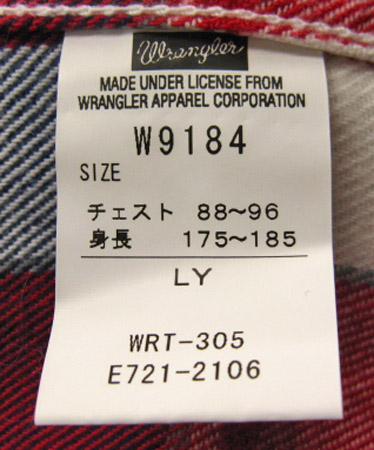 Wrangler
MADE UNDER LICENSE FROM
WRANGLER APPAREL CORPORATION
W9184
SIZE
チェスト 88~96
身長 175~185
LY
WRT-305
E721-2106